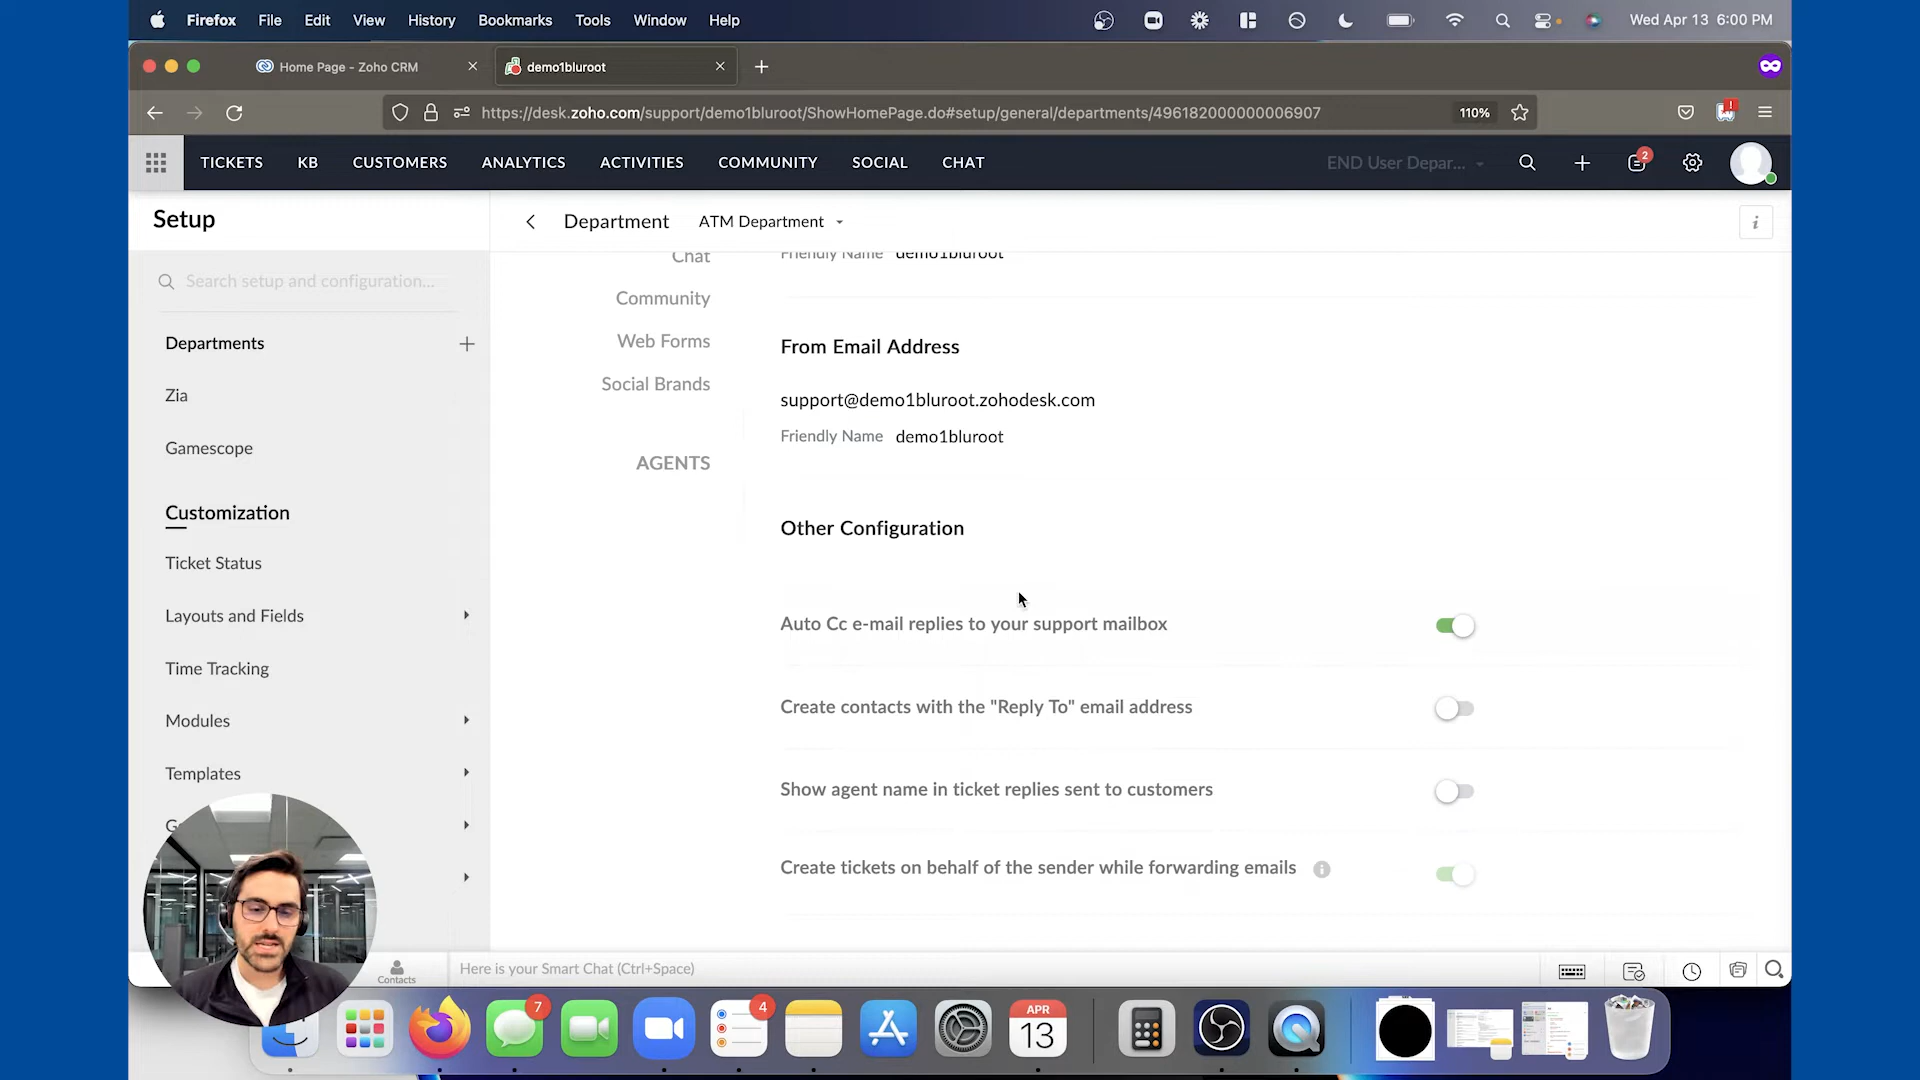 Firefox File Edit View History Bookmarks Tools Window Help Wed Apr 13 6:00 PM
Home Page - Zoho CRM demo1bluroot
https://desk.zoho.com/support/demo1bluroot/ShowHomePage.do#setup/general/departments/496182000000006907 110%
TICKETS KB CUSTOMERS ANALYTICS ACTIVITIES COMMUNITY SOCIAL CHAT END User Depar... 2
Setup
Department ATM Department
Search setup and configuration...
Departments
Zia
Gamescope
Customization
Ticket Status
Layouts and Fields
Time Tracking
Modules
Templates
Chat
Community
Web Forms
Social Brands
AGENTS
Friendly Name demo1bluroot
From Email Address
support@demo1bluroot.zohodesk.com
Friendly Name demo1bluroot
Other Configuration
Auto Cc e-mail replies to your support mailbox
Create contacts with the "Reply To" email address
Show agent name in ticket replies sent to customers
Create tickets on behalf of the sender while forwarding emails
Contacts
Here is your Smart Chat (Ctrl+Space)
7
4
APR
13